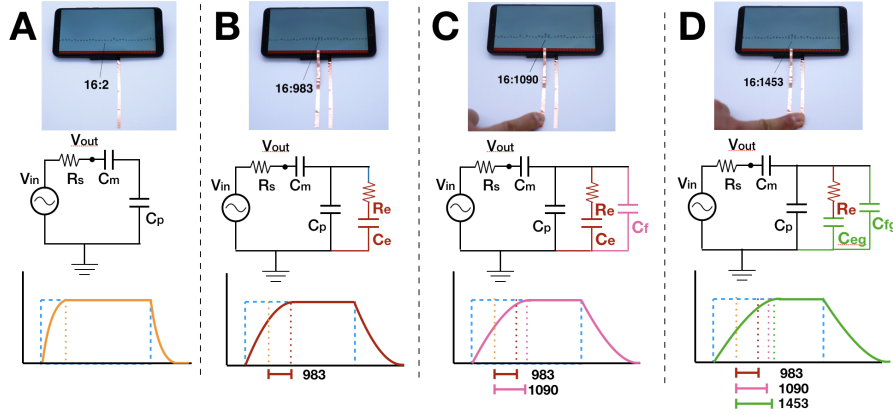 A
B
C
D
16:2
16:983
16:1090
16:1453
Vout
Vin
Rs
Cm
Cp
Vout
Vin
Rs
Cm
Cp
Re
Ce
Vout
Vin
Rs
Cm
Cp
Re
Ce
Cf
Vout
Vin
Rs
Cm
Cp
Re
Ceg
Cfg
983
983
1090
983
1090
1453